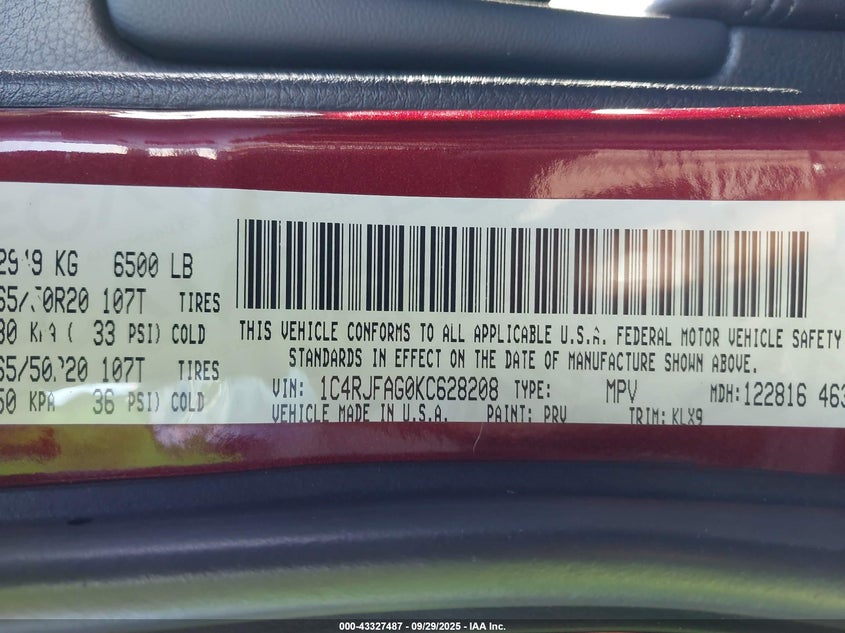 6500 LB
107T TIRES
33 PSI) COLD
107T TIRES
KPA 36 PSI) COLD
THIS VEHICLE CONFORMS TO ALL APPLICABLE U.S.A. FEDERAL MOTOR VEHICLE SAFETY
STANDARDS IN EFFECT ON THE DATE OF MANUFACTURE SHOWN ABOVE.
VIN: 1C4RJFAG0KC628208 TYPE: MPV MDH: 122816 463
VEHICLE MADE IN U.S.A. PAINT: PRV TRIM: KLX9
000-43327487 - 09/29/2025 - IAA Inc.